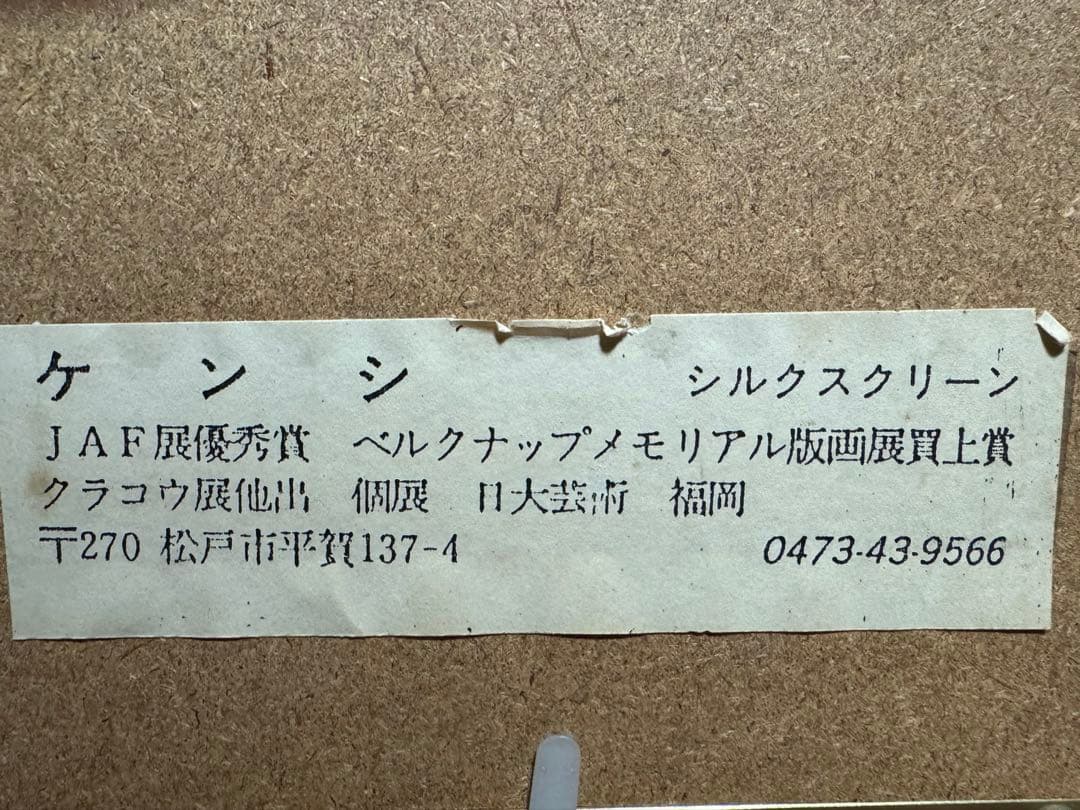 ケンシ シルクスクリーン
JAF展優秀賞 ベルクナップメモリアル版画展買上賞
クラコウ展他出 個展 日大芸術 福岡
〒270 松戸市平賀137-4 0473-43-9566